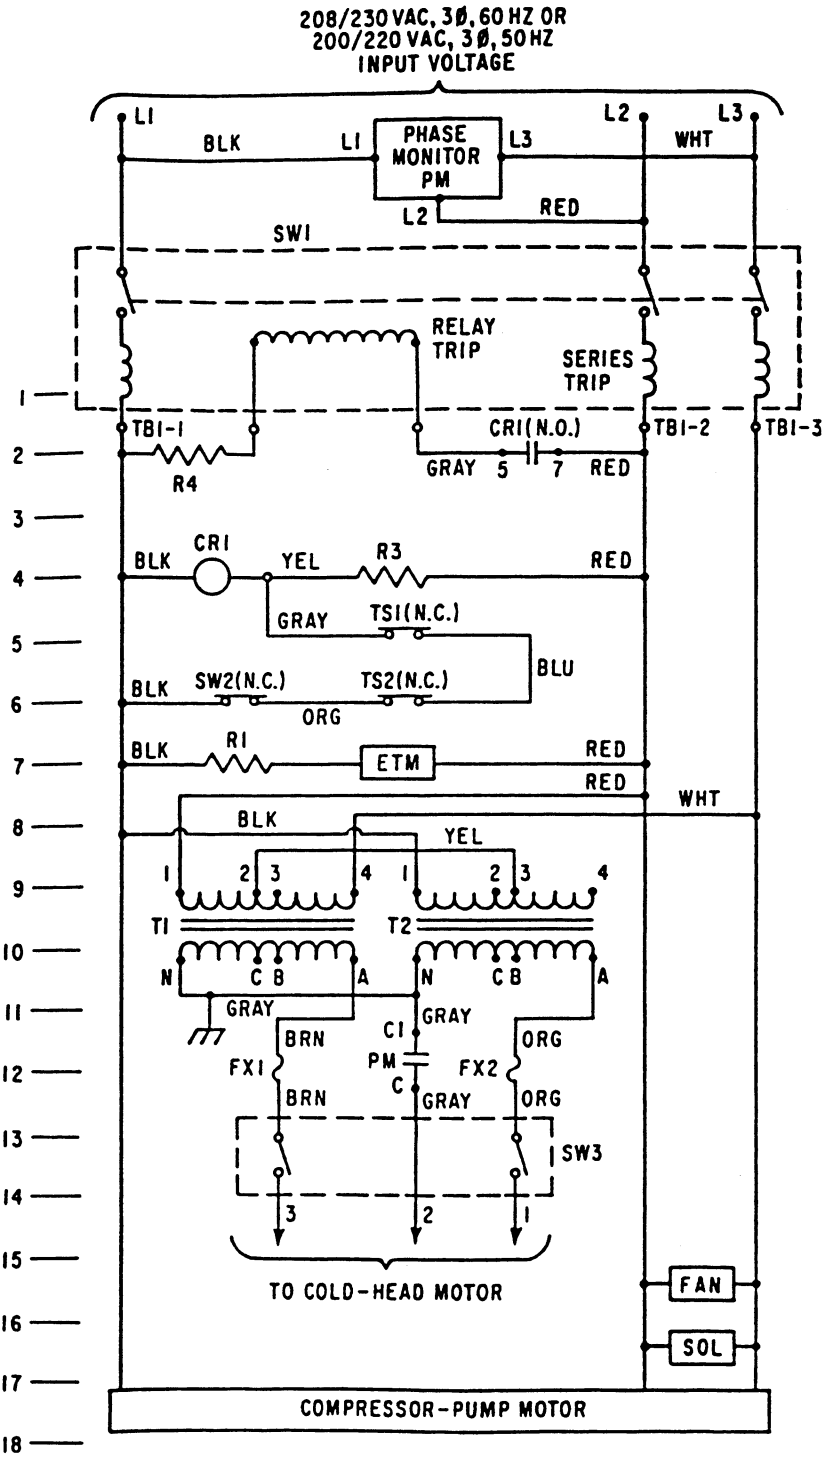 208/230 VAC, 3Ø, 60 HZ OR
200/220 VAC, 3Ø, 50 HZ
INPUT VOLTAGE
L1
L2
L3
BLK
L1
PHASE
MONITOR
PM
L3
WHT
L2
RED
SW1
RELAY
TRIP
SERIES
TRIP
1
TB1-1
CR1(N.O.)
TB1-2
TB1-3
2
R4
GRAY
5
7
RED
3
CR1
4
BLK
YEL
R3
RED
GRAY
TS1(N.C.)
5
BLU
BLK
SW2(N.C.)
TS2(N.C.)
6
ORG
R1
BLK
RED
7
ETM
RED
WHT
8
BLK
YEL
9
1
2
3
4
1
2
3
4
T1
T2
10
N
C
B
A
N
C
B
A
11
GRAY
GRAY
BRN
C1
ORG
FX1
PM
FX2
12
C
BRN
GRAY
ORG
13
SW3
14
3
2
1
15
TO COLD-HEAD MOTOR
FAN
16
SOL
17
COMPRESSOR-PUMP MOTOR
18